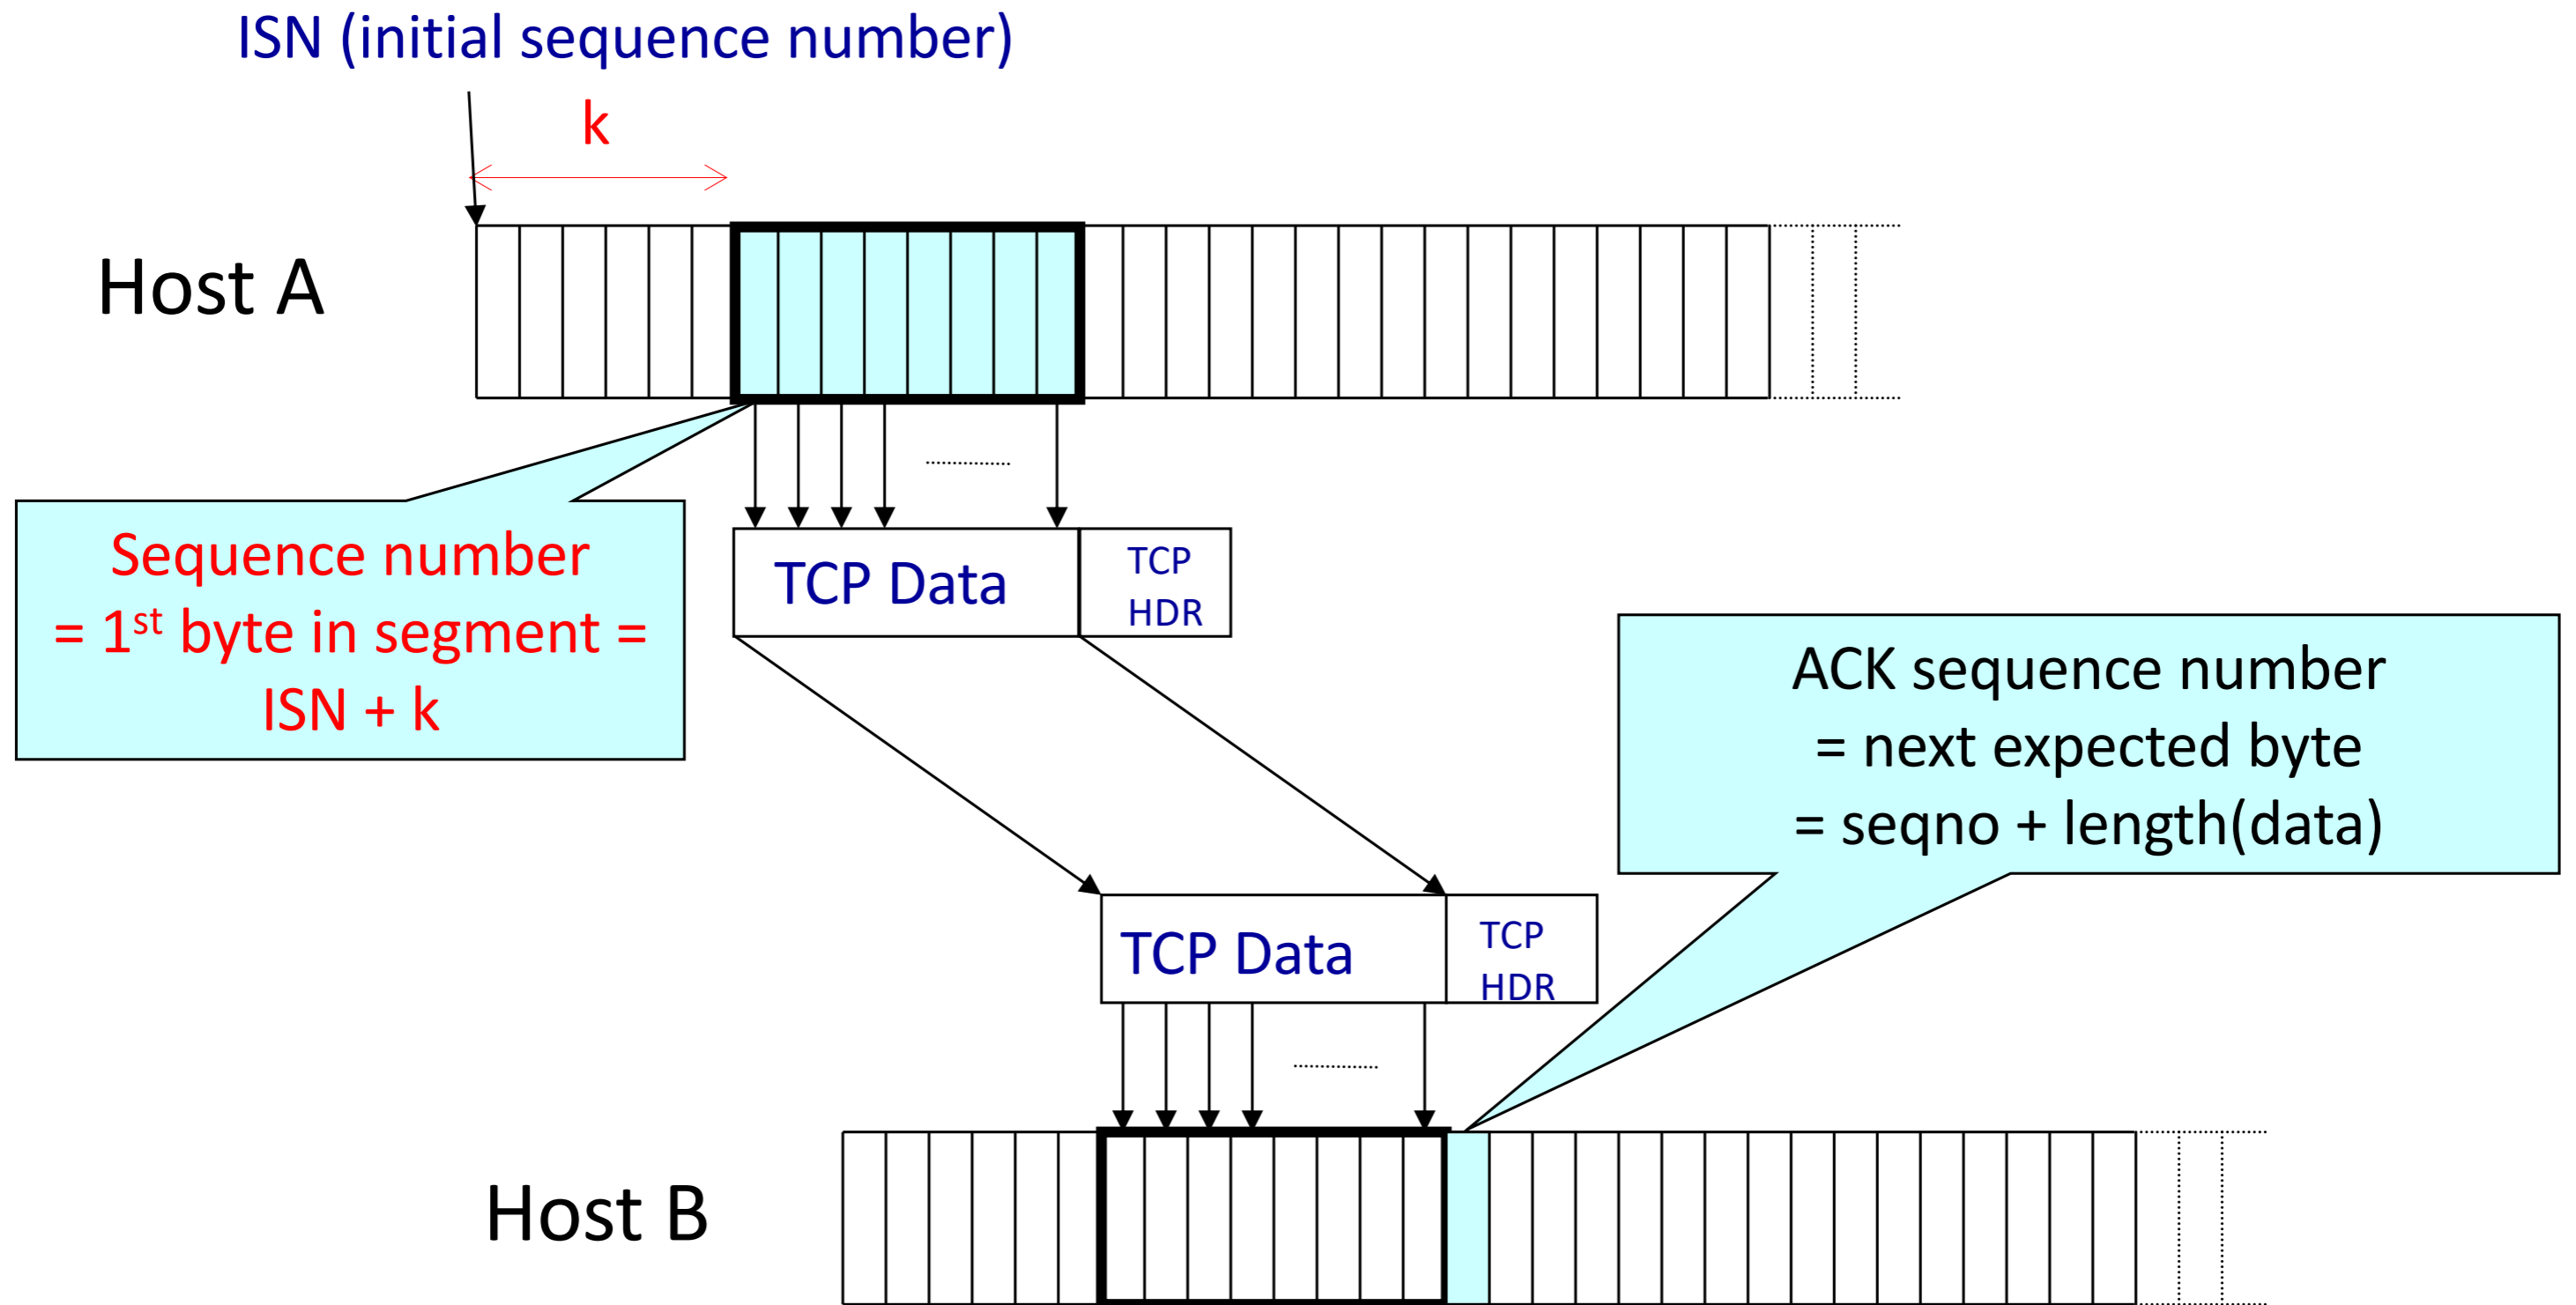 ISN (initial sequence number)
k
Host A
Sequence number
= 1st byte in segment =
ISN + k
TCP Data
TCP
HDR
ACK sequence number
= next expected byte
= seqno + length(data)
TCP Data
TCP
HDR
Host B